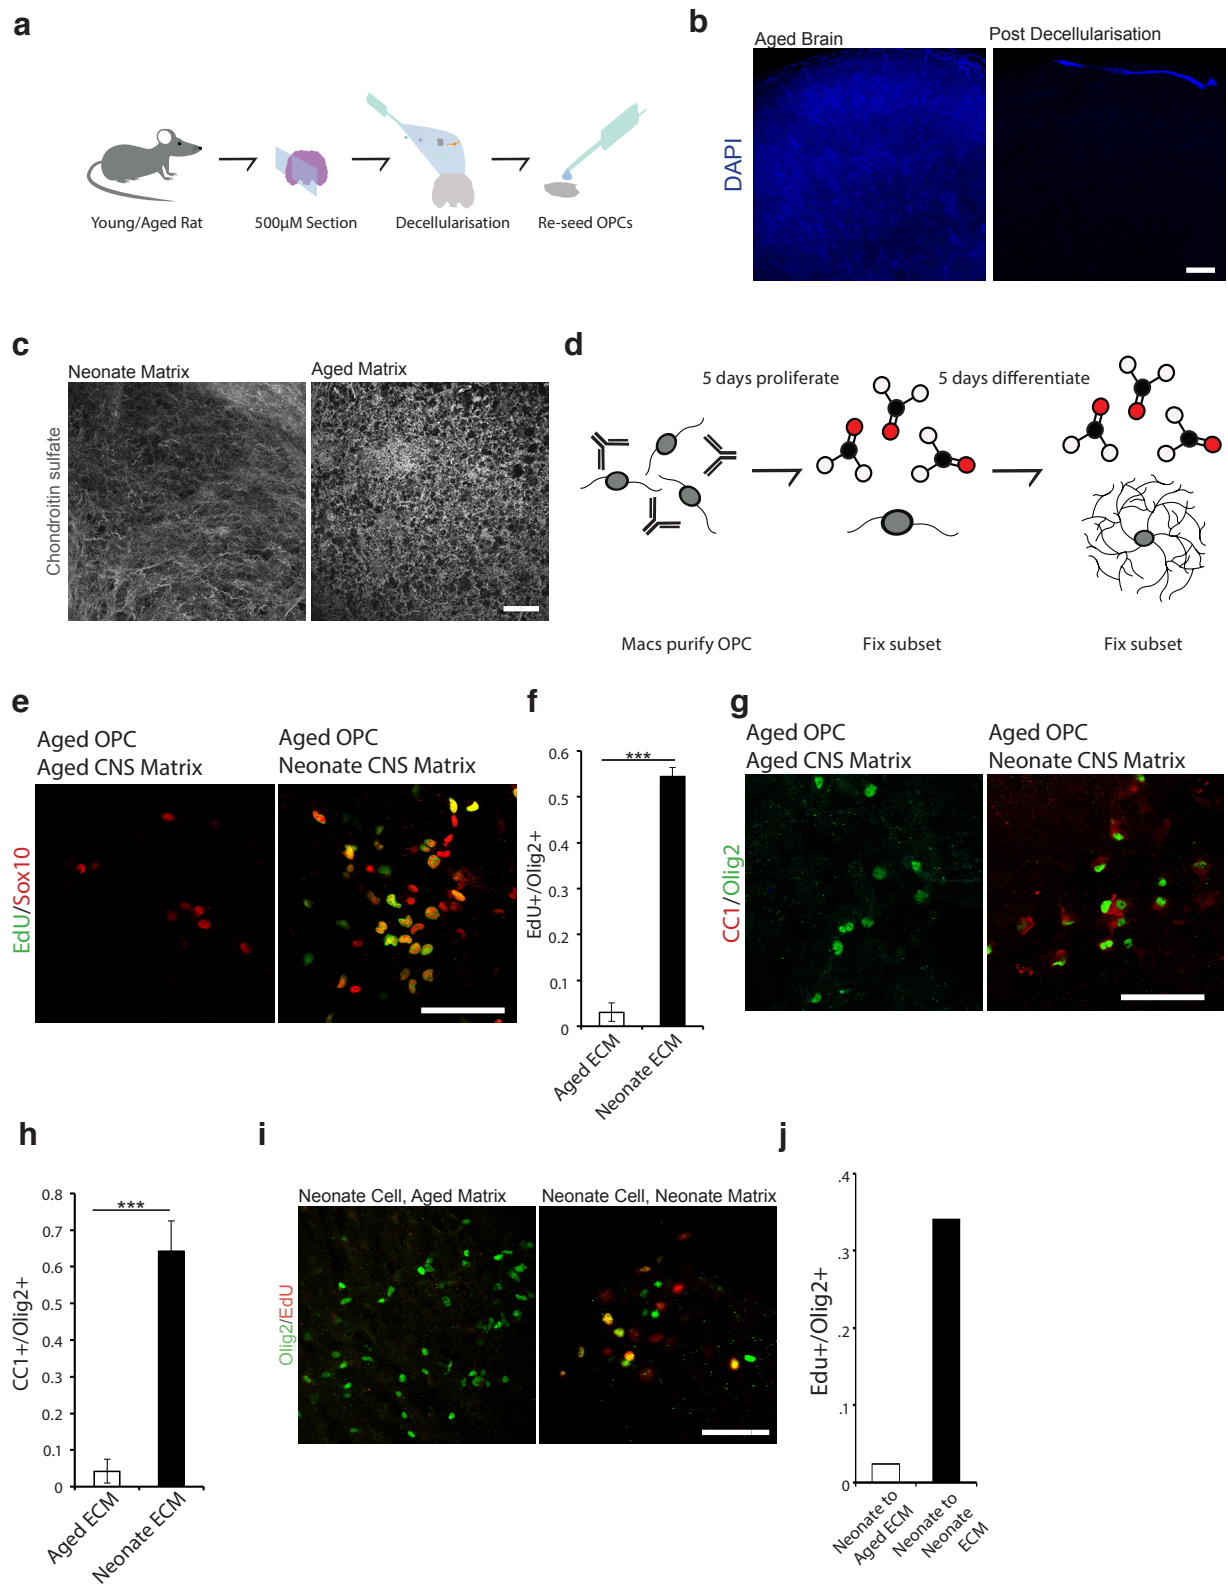 a
Young/Aged Rat
500µM Section
Decellularisation
Re-seed OPCs
b
Aged Brain
Post Decellularisation
DAPI
c
Neonate Matrix
Aged Matrix
Chondroitin sulfate
d
5 days proliferate
5 days differentiate
Macs purify OPC
Fix subset
Fix subset
e
Aged OPC
Aged CNS Matrix
Aged OPC
Neonate CNS Matrix
EdU/Sox10
f
EdU+/Olig2+
0.6
0.5
0.4
0.3
0.2
0.1
0
***
Aged ECM
Neonate ECM
g
Aged OPC
Aged CNS Matrix
Aged OPC
Neonate CNS Matrix
CC1/Olig2
h
CC1+/Olig2+
0.8
0.7
0.6
0.5
0.4
0.3
0.2
0.1
0
***
Aged ECM
Neonate ECM
i
Neonate Cell, Aged Matrix
Neonate Cell, Neonate Matrix
Olig2/EdU
j
Edu+/Olig2+
.4
.3
.2
.1
0
Neonate to
Aged ECM
Neonate to
Neonate
ECM